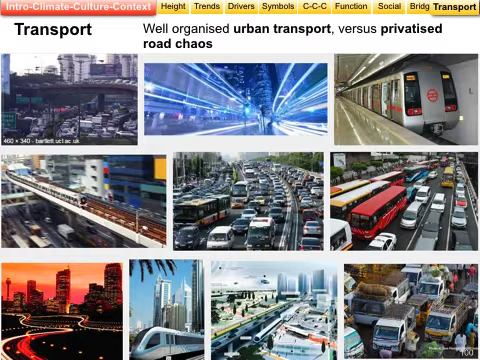 Intro-Climate-Culture-Context Height Trends Drivers Symbols C-C-C Function Social Bridg Transport
Transport
Well organised urban transport, versus privatised
road chaos
460 × 340 - bartlett.ucl.ac.uk
100